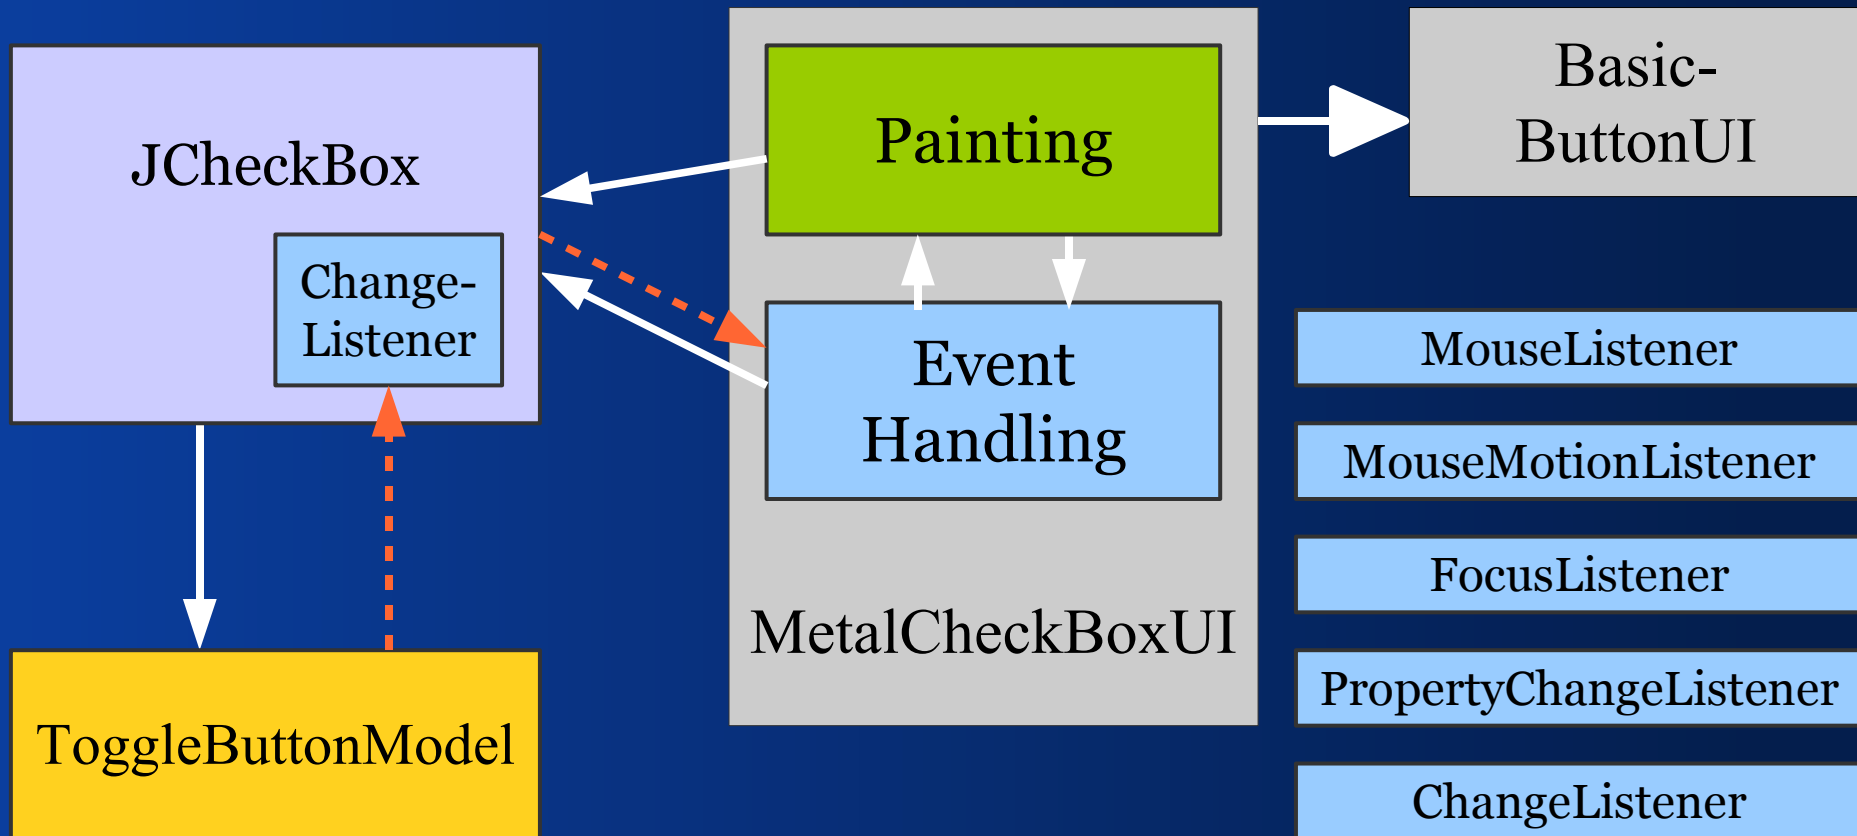 JCheckBox
Change-
Listener
ToggleButtonModel
Painting
Event
Handling
MetalCheckBoxUI
Basic-
ButtonUI
MouseListener
MouseMotionListener
FocusListener
PropertyChangeListener
ChangeListener